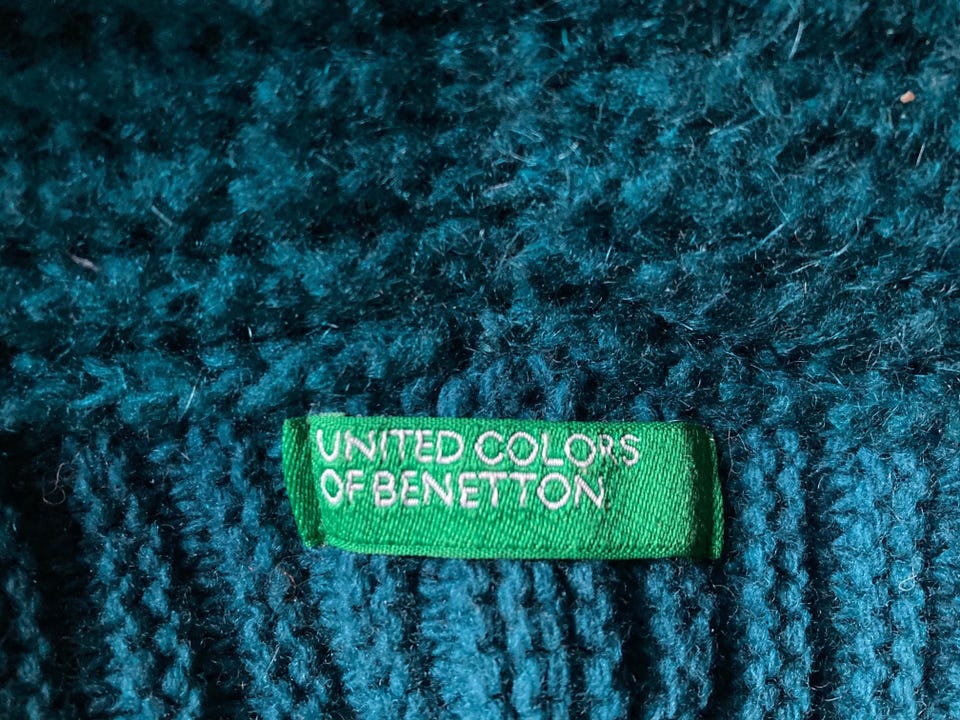 UNITED COLORS
OF BENETTON.